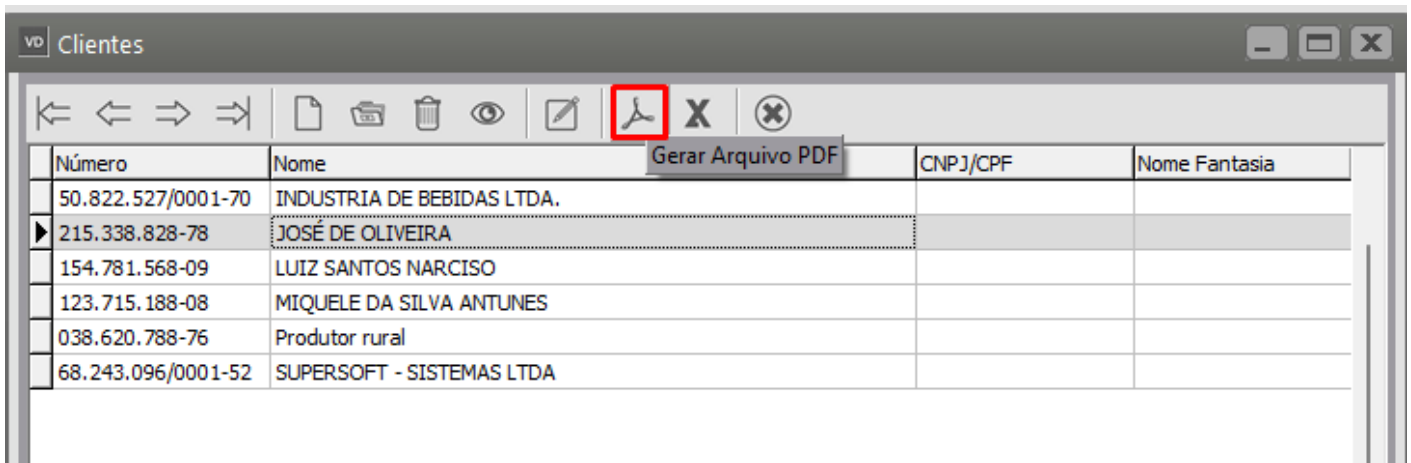 VD Clientes
Gerar Arquivo PDF
Número Nome CNPJ/CPF Nome Fantasia
50.822.527/0001-70 INDUSTRIA DE BEBIDAS LTDA.
215.338.828-78 JOSÉ DE OLIVEIRA
154.781.568-09 LUIZ SANTOS NARCISO
123.715.188-08 MIQUELE DA SILVA ANTUNES
038.620.788-76 Produtor rural
68.243.096/0001-52 SUPERSOFT - SISTEMAS LTDA